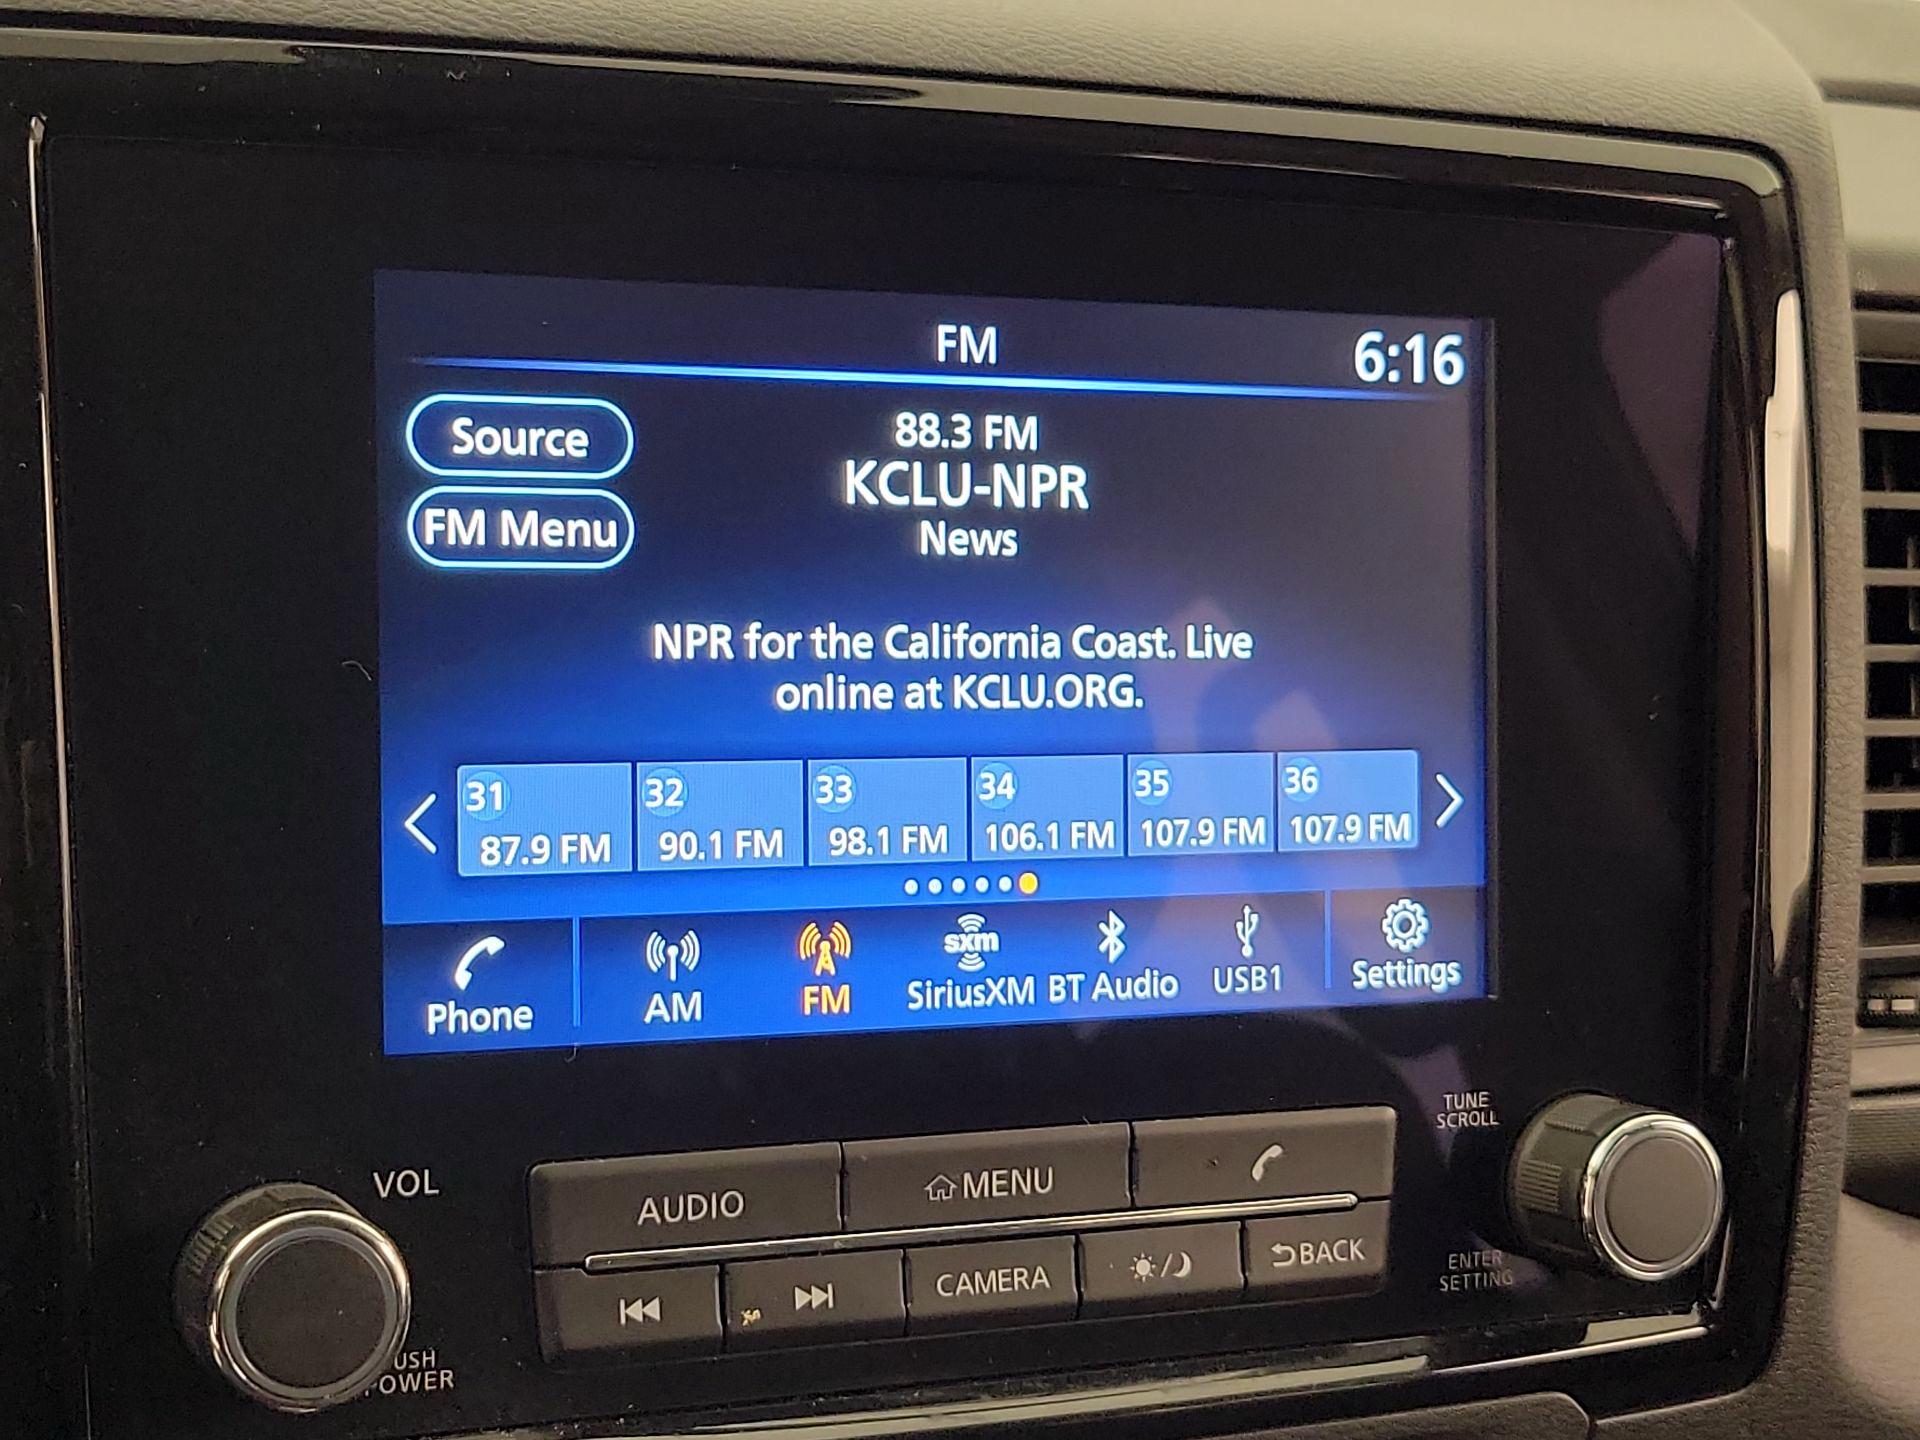 FM
6:16
Source
88.3 FM
KCLU-NPR
FM Menu
News
NPR for the California Coast. Live
online at KCLU.ORG.
31
87.9 FM
32
90.1 FM
33
98.1 FM
34
106.1 FM
35
107.9 FM
36
107.9 FM
Phone
AM
FM
sxm
SiriusXM
BT Audio
USB1
Settings
VOL
AUDIO
MENU
TUNE
SCROLL
CAMERA
BACK
ENTER
SETTING
USH
OWER